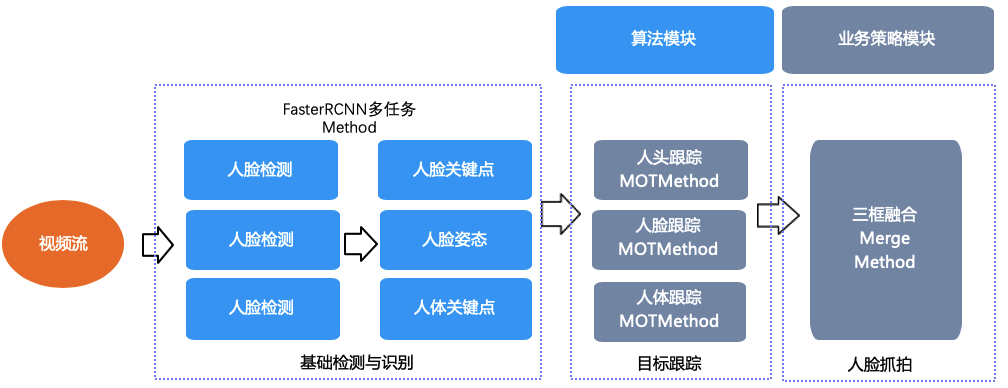 算法模块
业务策略模块
FasterRCNN多任务
Method
人脸检测
人脸关键点
人头跟踪
MOTMethod
视频流
人脸检测
人脸姿态
人脸跟踪
MOTMethod
三框融合
Merge
Method
人脸检测
人体关键点
人体跟踪
MOTMethod
基础检测与识别
目标跟踪
人脸抓拍